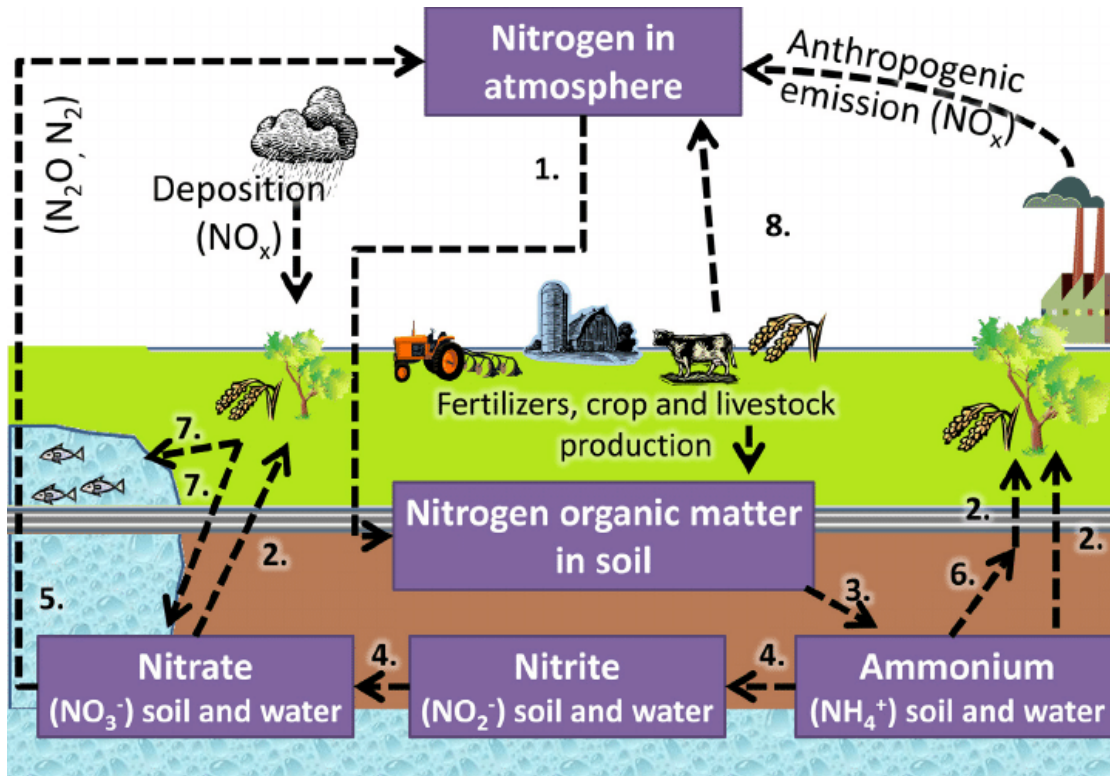 Nitrogen in
atmosphere
Anthropogenic
emission (NOₓ)
(N₂O, N₂)
1.
Deposition
(NOₓ)
8.
Fertilizers, crop and livestock
production
7.
7.
2.
Nitrogen organic matter
in soil
2.
2.
5.
3.
6.
4.
4.
Nitrate
(NO₃⁻) soil and water
Nitrite
(NO₂⁻) soil and water
Ammonium
(NH₄⁺) soil and water